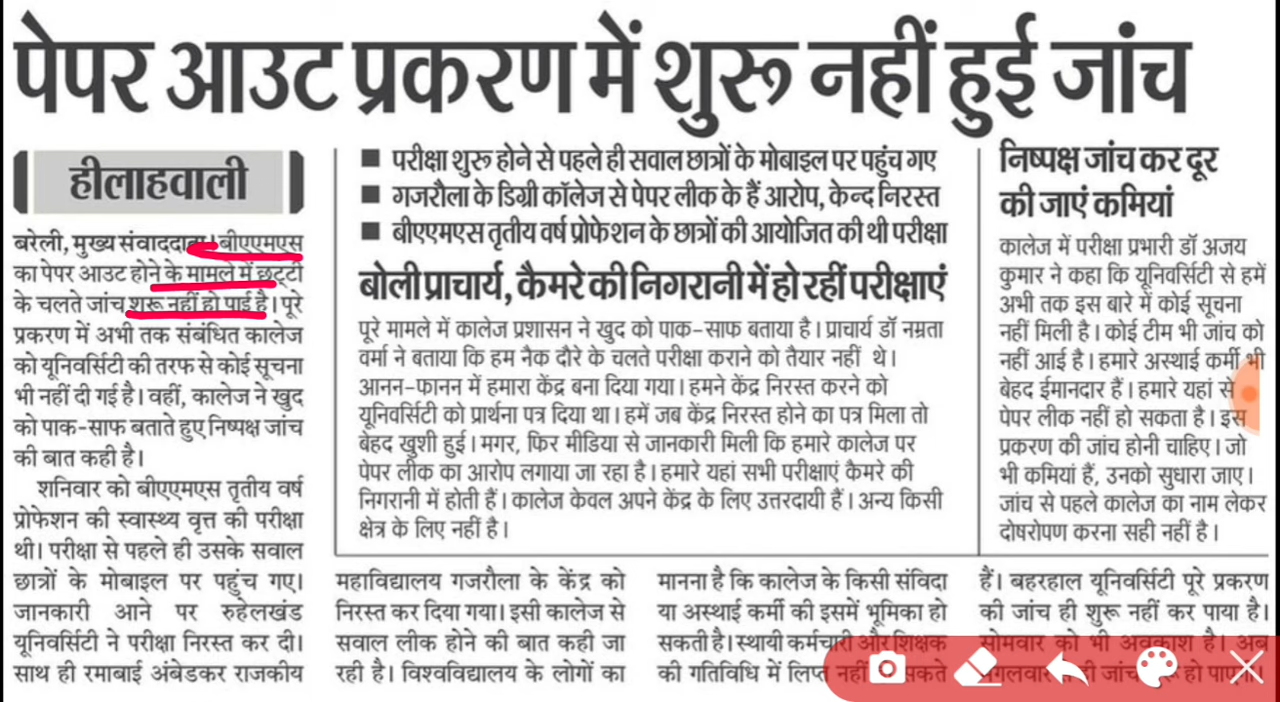 पेपर आउट प्रकरण में शुरू नहीं हुई जांच
हीलाहवाली
बरेली, मुख्य संवाददाता। बीएएमएस
का पेपर आउट होने के मामले में छट्टी
के चलते जांच शुरू नहीं हो पाई है। पूरे
प्रकरण में अभी तक संबंधित कालेज
को यूनिवर्सिटी की तरफ से कोई सूचना
भी नहीं दी गई है। वहीं, कालेज ने खुद
को पाक-साफ बताते हुए निष्पक्ष जांच
की बात कही है।
शनिवार को बीएएमएस तृतीय वर्ष
प्रोफेशन की स्वास्थ्य वृत्त की परीक्षा
थी। परीक्षा से पहले ही उसके सवाल
छात्रों के मोबाइल पर पहुंच गए।
जानकारी आने पर रुहेलखंड
यूनिवर्सिटी ने परीक्षा निरस्त कर दी।
साथ ही रमाबाई अंबेडकर राजकीय
■ परीक्षा शुरू होने से पहले ही सवाल छात्रों के मोबाइल पर पहुंच गए
■ गजरौला के डिग्री कॉलेज से पेपर लीक के हैं आरोप, केन्द निरस्त
■ बीएएमएस तृतीय वर्ष प्रोफेशन के छात्रों की आयोजित की थी परीक्षा
बोली प्राचार्य, कैमरे की निगरानी में हो रहीं परीक्षाएं
पूरे मामले में कालेज प्रशासन ने खुद को पाक-साफ बताया है। प्राचार्य डॉ नम्रता
वर्मा ने बताया कि हम नैक दौरे के चलते परीक्षा कराने को तैयार नहीं थे।
आनन-फानन में हमारा केंद्र बना दिया गया। हमने केंद्र निरस्त करने को
यूनिवर्सिटी को प्रार्थना पत्र दिया था। हमें जब केंद्र निरस्त होने का पत्र मिला तो
बेहद खुशी हुई। मगर, फिर मीडिया से जानकारी मिली कि हमारे कालेज पर
पेपर लीक का आरोप लगाया जा रहा है। हमारे यहां सभी परीक्षाएं कैमरे की
निगरानी में होती हैं। कालेज केवल अपने केंद्र के लिए उत्तरदायी हैं। अन्य किसी
क्षेत्र के लिए नहीं है।
निष्पक्ष जांच कर दूर
की जाएं कमियां
कालेज में परीक्षा प्रभारी डॉ अजय
कुमार ने कहा कि यूनिवर्सिटी से हमें
अभी तक इस बारे में कोई सूचना
नहीं मिली है। कोई टीम भी जांच को
नहीं आई है। हमारे अस्थाई कर्मी भी
बेहद ईमानदार हैं। हमारे यहां से
पेपर लीक नहीं हो सकता है। इस
प्रकरण की जांच होनी चाहिए। जो
भी कमियां हैं, उनको सुधारा जाए।
जांच से पहले कालेज का नाम लेकर
दोषरोपण करना सही नहीं है।
महाविद्यालय गजरौला के केंद्र को
निरस्त कर दिया गया। इसी कालेज से
सवाल लीक होने की बात कही जा
रही है। विश्वविद्यालय के लोगों का
मानना है कि कालेज के किसी संविदा
या अस्थाई कर्मी की इसमें भूमिका हो
सकती है। स्थायी कर्मचारी और शिक्षक
की गतिविधि में लिप्त नहीं सकते
हैं। बहरहाल यूनिवर्सिटी पूरे प्रकरण
की जांच ही शुरू नहीं कर पाया है।
सोमवार को भी अवकाश है। अब
मंगलवार ही जांच हो पाएगी।